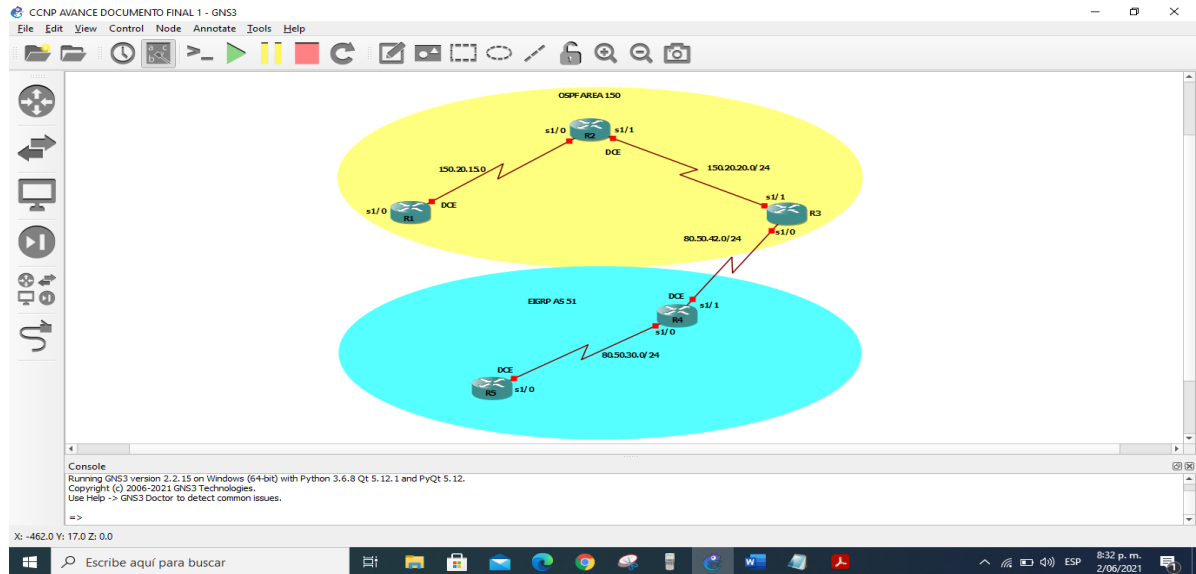 CCNP AVANCE DOCUMENTO FINAL 1 - GNS3
File Edit View Control Node Annotate Tools Help
OSPF AREA 150
s1/0
R2
s1/1
DCE
150.20.15.0
150.20.20.0/24
s1/0
R1
DCE
s1/1
R3
s1/0
80.50.42.0/24
EIGRP AS 51
DCE
s1/1
R4
s1/0
80.50.30.0/24
DCE
R5
s1/0
Console
Running GNS3 version 2.2.15 on Windows (64-bit) with Python 3.6.8 Qt 5.12.1 and PyQt 5.12.
Copyright (c) 2006-2021 GNS3 Technologies.
Use Help -> GNS3 Doctor to detect common issues.
=>
X: -462.0 Y: 17.0 Z: 0.0
Escribe aquí para buscar
ESP
8:32 p. m.
2/06/2021